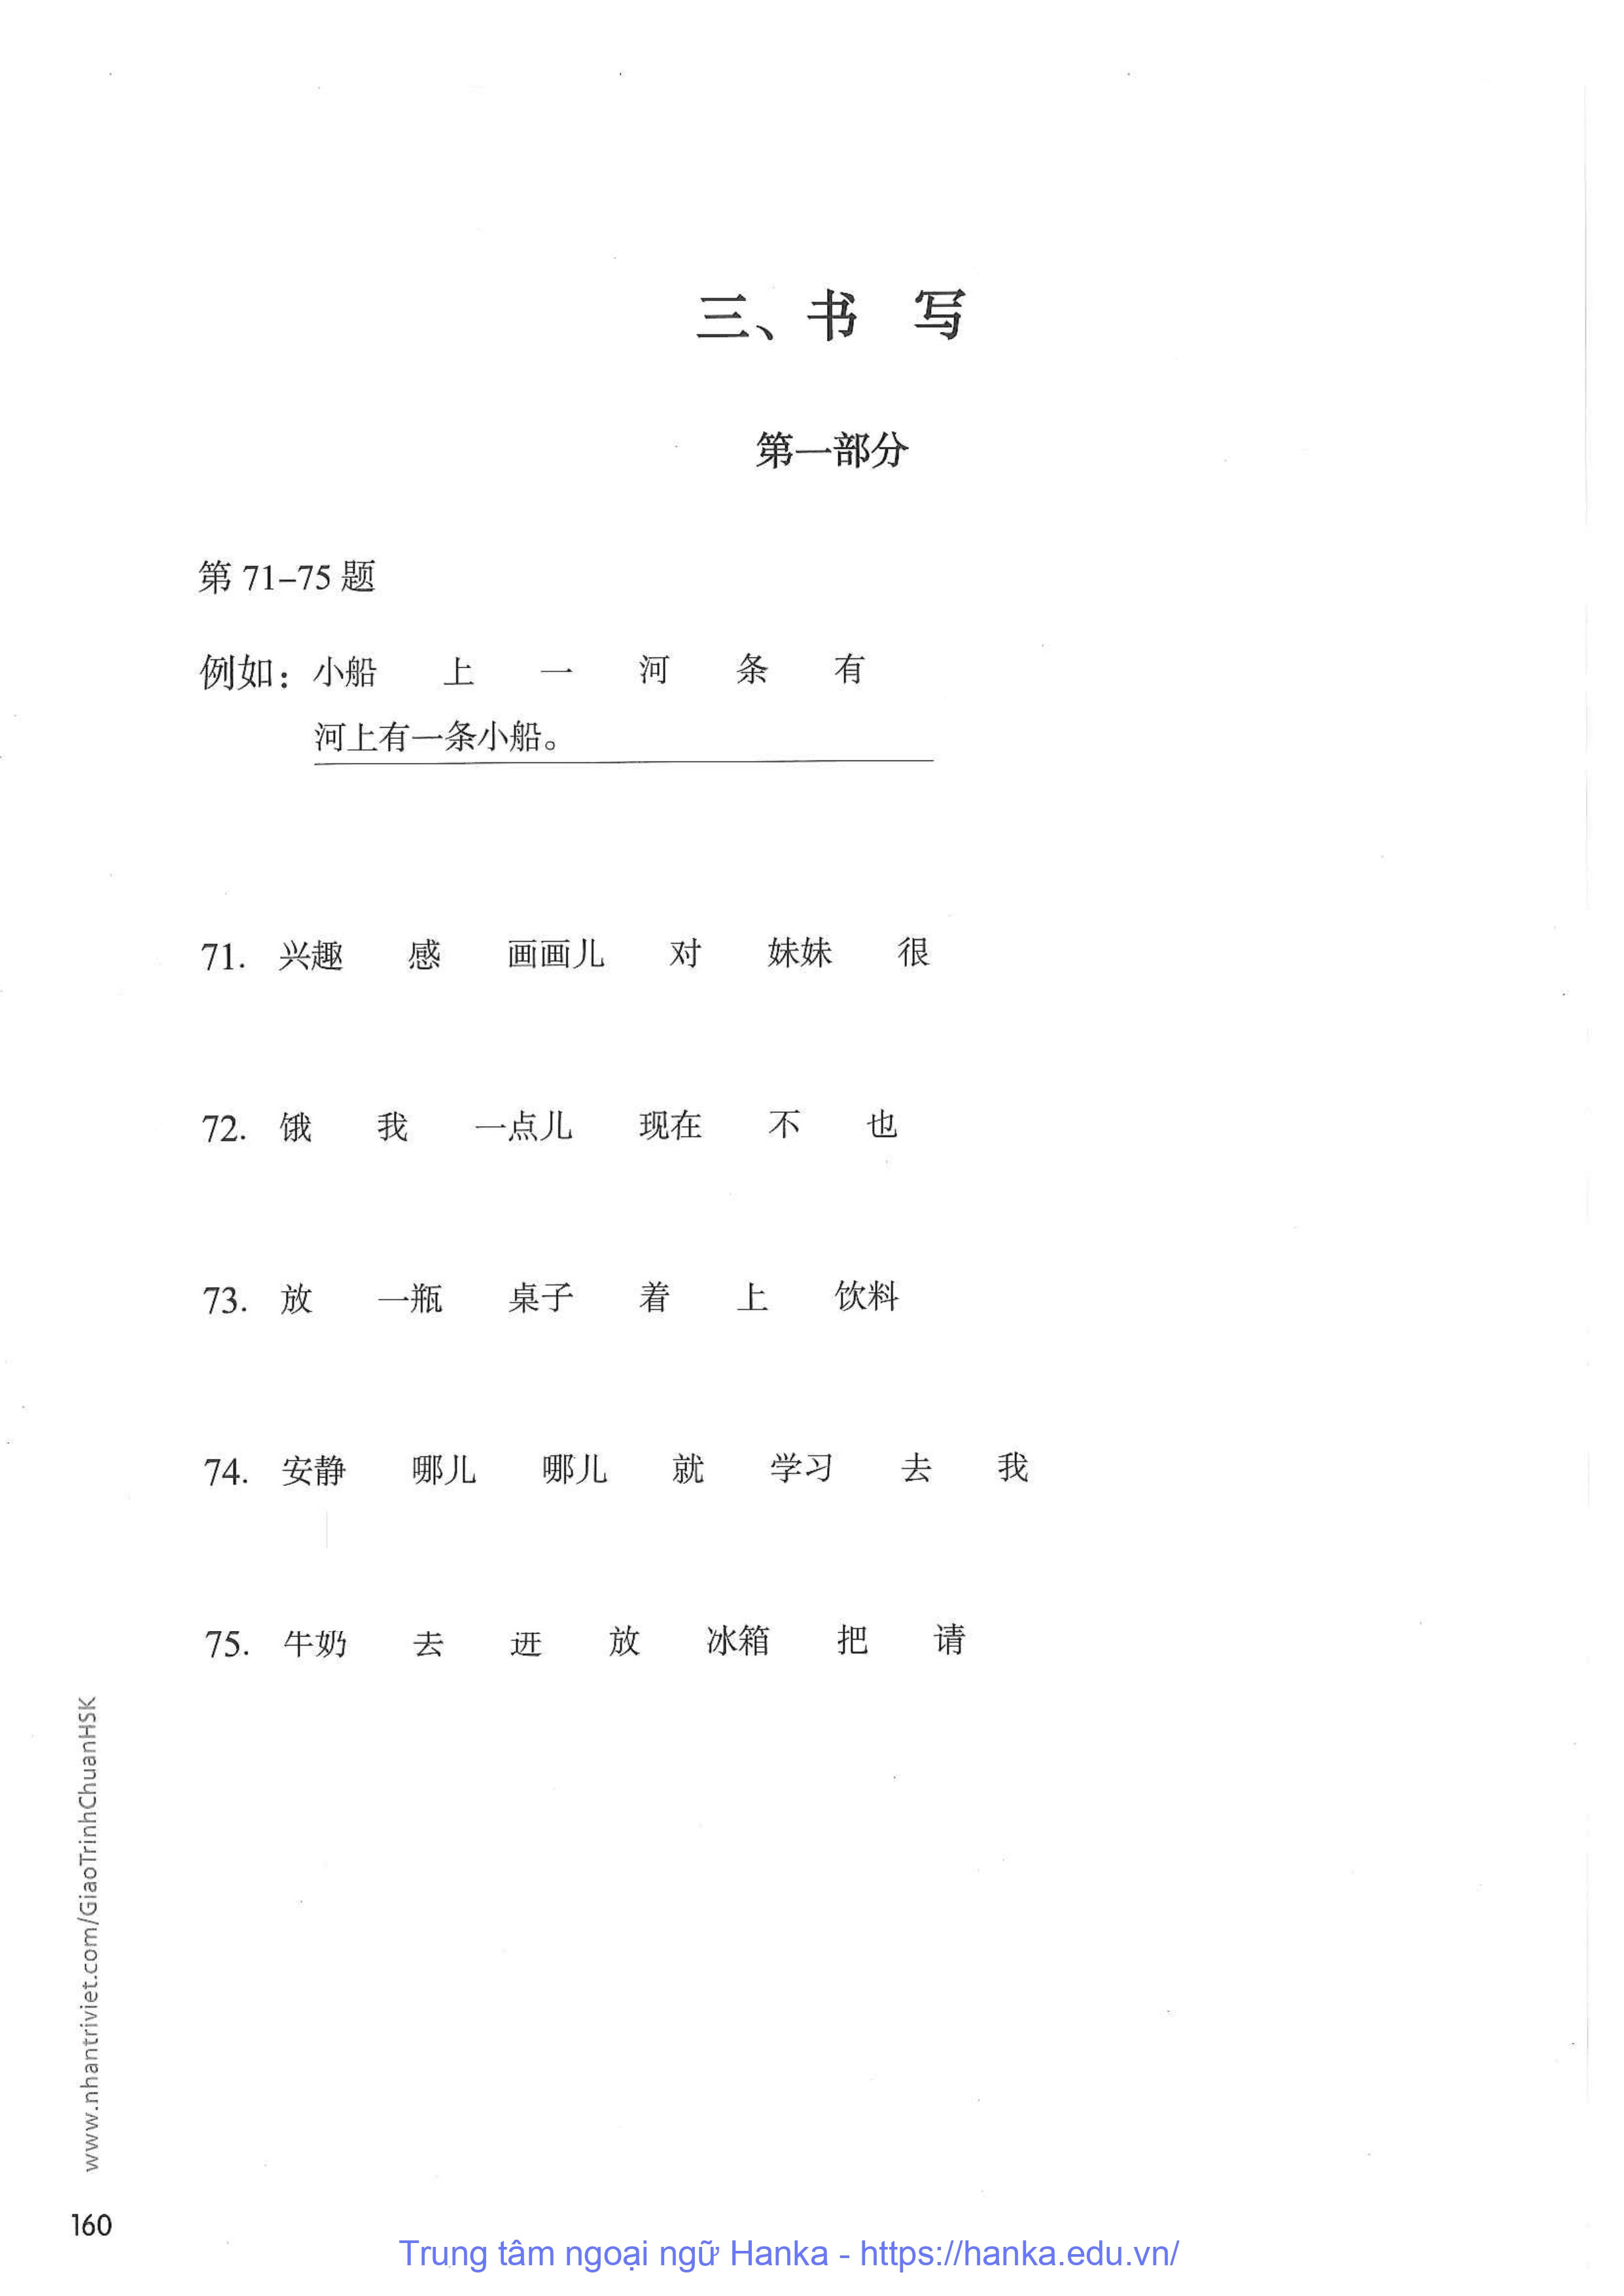 三、书 写
第一部分
第 71–75 题
例如：小船 上 一 河 条 有
河上有一条小船。
71. 兴趣 感 画画儿 对 妹妹 很
72. 饿 我 一点儿 现在 不 也
73. 放 一瓶 桌子 着 上 饮料
74. 安静 哪儿 哪儿 就 学习 去 我
75. 牛奶 去 进 放 冰箱 把 请
www.nhantriviet.com/GiaoTrinhChuanHSK
160
Trung tâm ngoại ngữ Hanka - https://hanka.edu.vn/